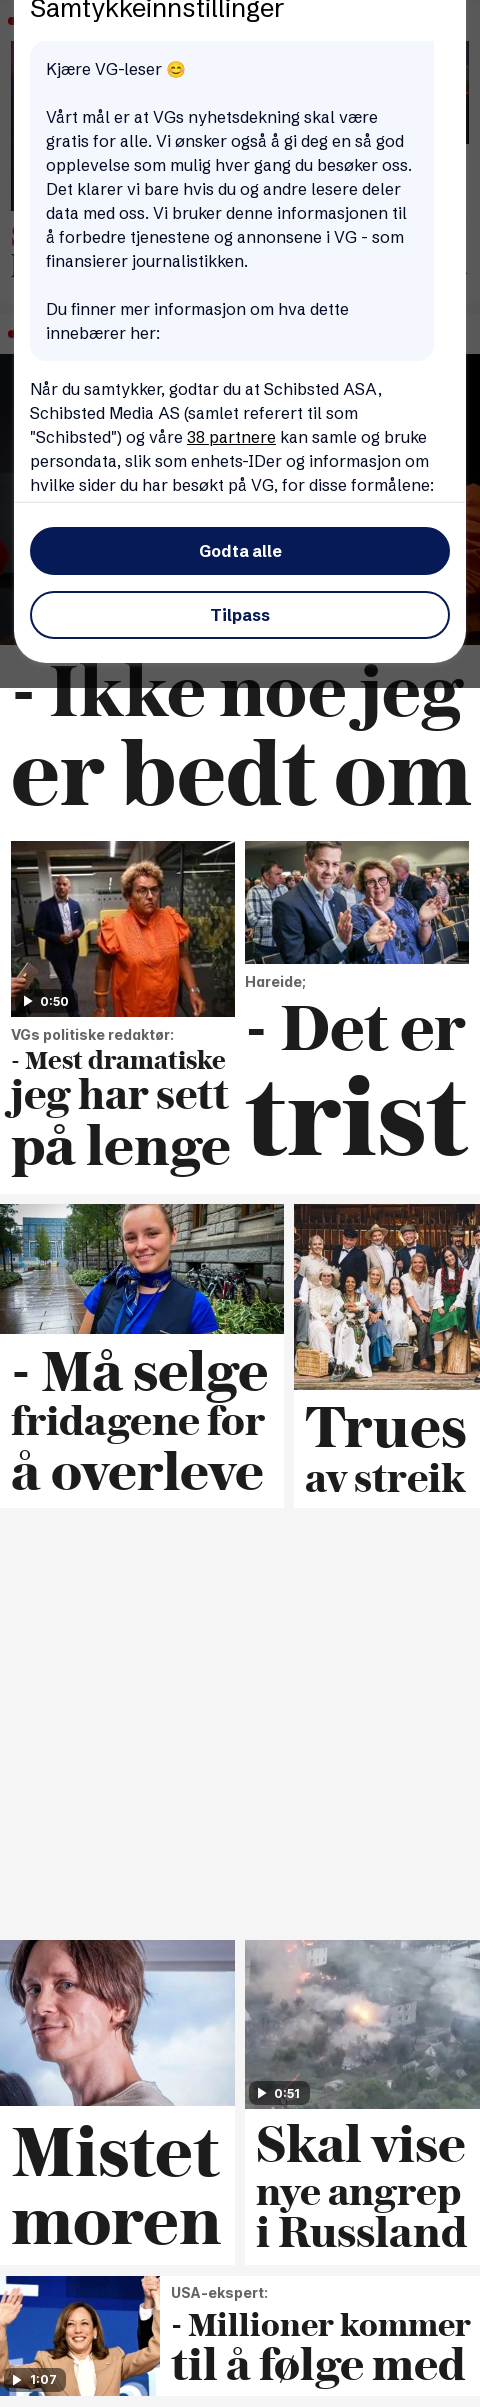 Samtykkeinnstillinger
Kjære VG-leser 😊
Vårt mål er at VGs nyhetsdekning skal være
gratis for alle. Vi ønsker også å gi deg en så god
opplevelse som mulig hver gang du besøker oss.
Det klarer vi bare hvis du og andre lesere deler
data med oss. Vi bruker denne informasjonen til
å forbedre tjenestene og annonsene i VG - som
finansierer journalistikken.
Du finner mer informasjon om hva dette
innebærer her:
Når du samtykker, godtar du at Schibsted ASA,
Schibsted Media AS (samlet referert til som
"Schibsted") og våre 38 partnere kan samle og bruke
persondata, slik som enhets-IDer og informasjon om
hvilke sider du har besøkt på VG, for disse formålene:
Godta alle
Tilpass
- Ikke noe jeg
er bedt om
0:50
VGs politiske redaktør:
- Mest dramatiske
jeg har sett
på lenge
Hareide;
- Det er
trist
- Må selge
fridagene for
å overleve
Trues
av streik
Mistet
moren
0:51
Skal vise
nye angrep
i Russland
1:07
USA-ekspert:
- Millioner kommer
til å følge med